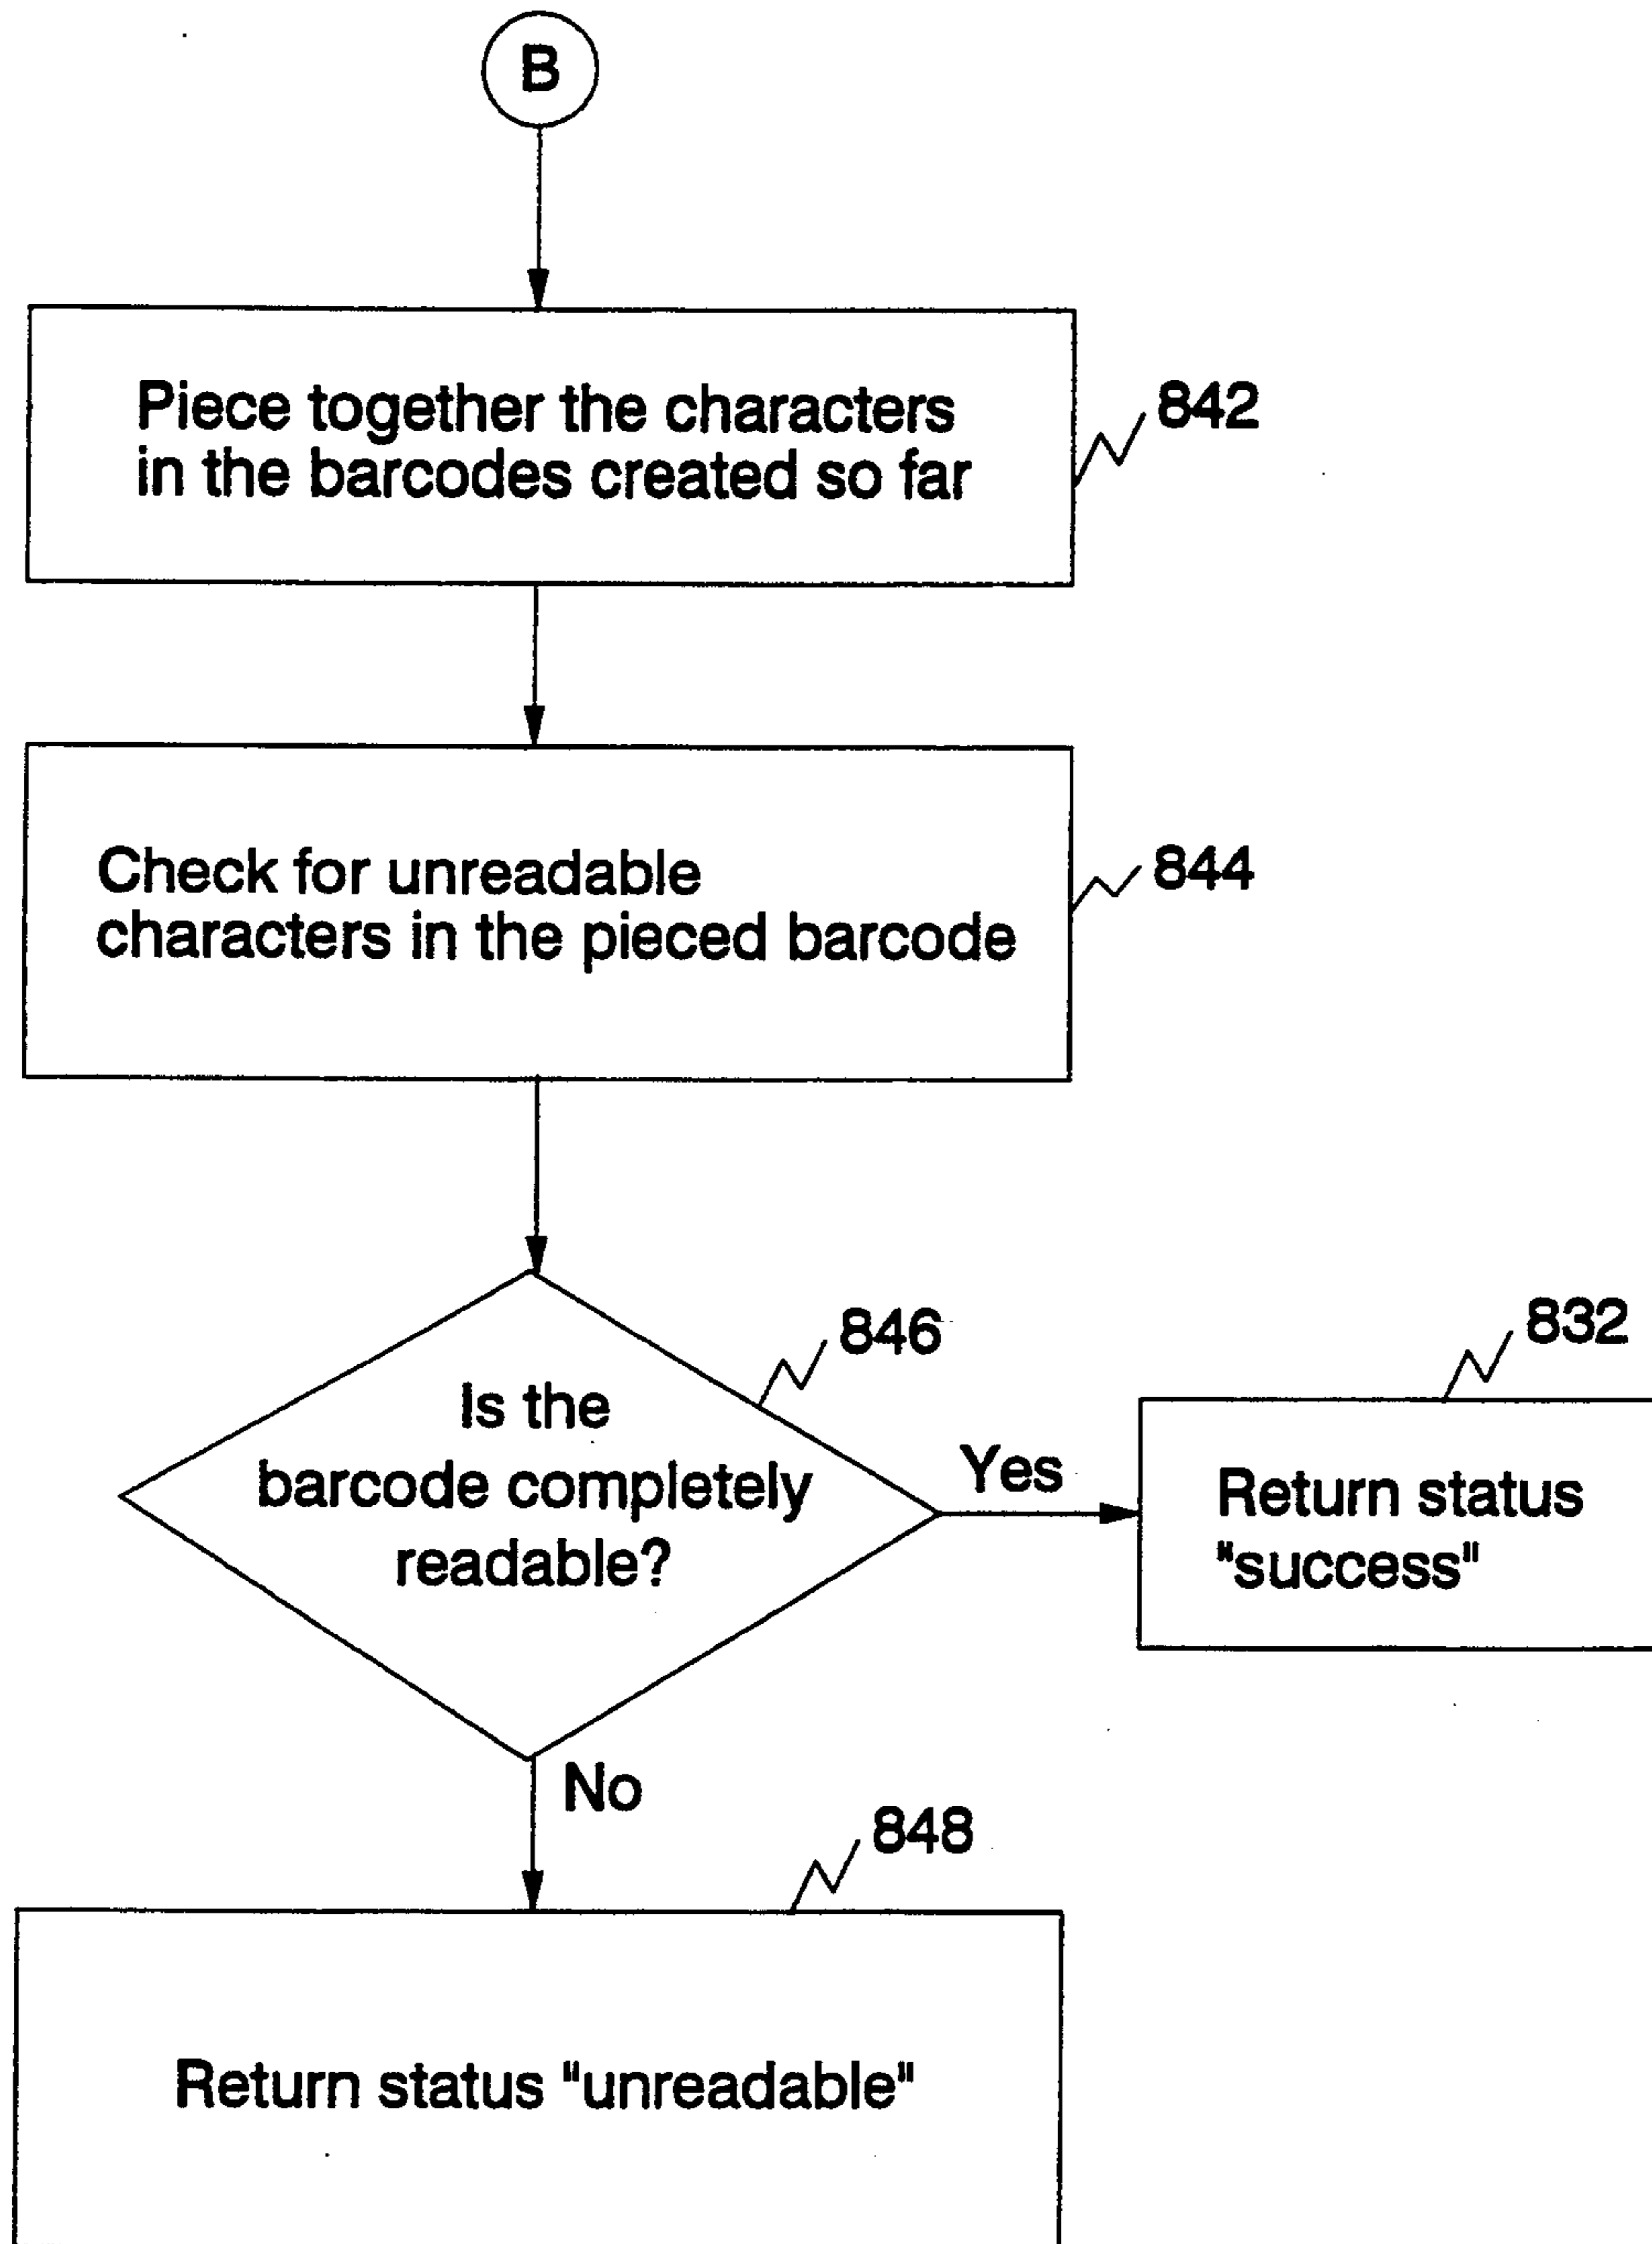 B
Piece together the characters
in the barcodes created so far
842
Check for unreadable
characters in the pieced barcode
844
846
Is the
barcode completely
readable?
Yes
832
Return status
"success"
No
848
Return status "unreadable"